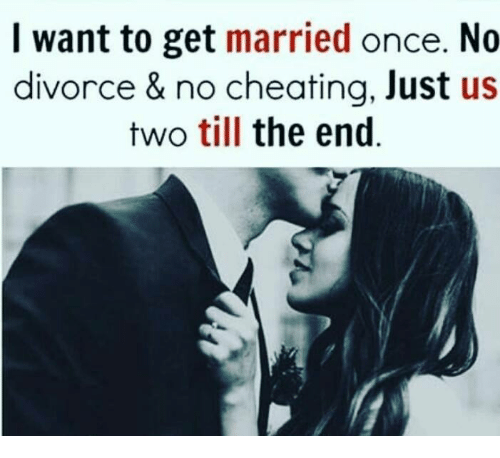 I want to get married once. No
divorce & no cheating, Just us
two till the end.